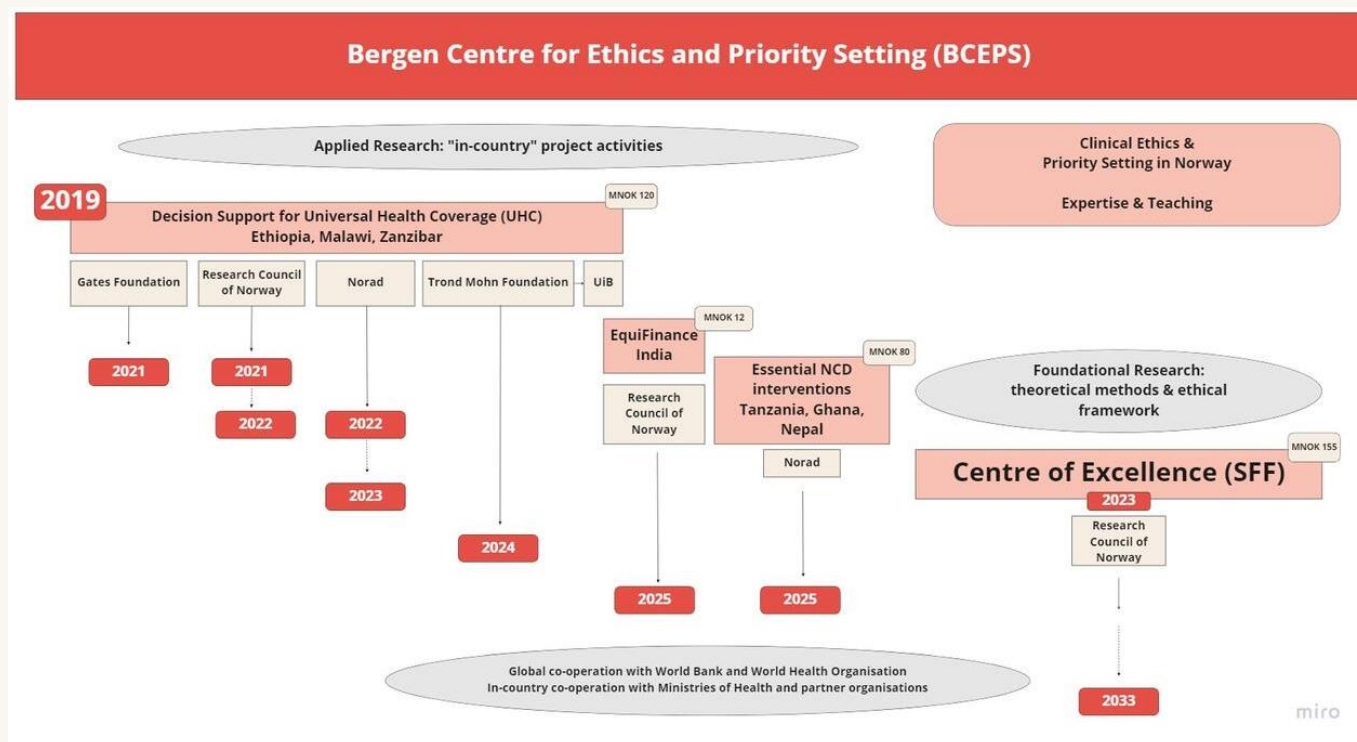 Bergen Centre for Ethics and Priority Setting (BCEPS)
Applied Research: "in-country" project activities
Clinical Ethics &
Priority Setting in Norway
Expertise & Teaching
2019
MNOK 120
Decision Support for Universal Health Coverage (UHC)
Ethiopia, Malawi, Zanzibar
Gates Foundation
Research Council
of Norway
Norad
Trond Mohn Foundation
UiB
2021
2021
2022
2022
2023
2024
MNOK 12
EquiFinance
India
Research
Council of
Norway
2025
MNOK 80
Essential NCD
interventions
Tanzania, Ghana,
Nepal
Norad
2025
Foundational Research:
theoretical methods & ethical
framework
MNOK 155
Centre of Excellence (SFF)
2023
Research
Council of
Norway
2033
Global co-operation with World Bank and World Health Organisation
In-country co-operation with Ministries of Health and partner organisations
miro